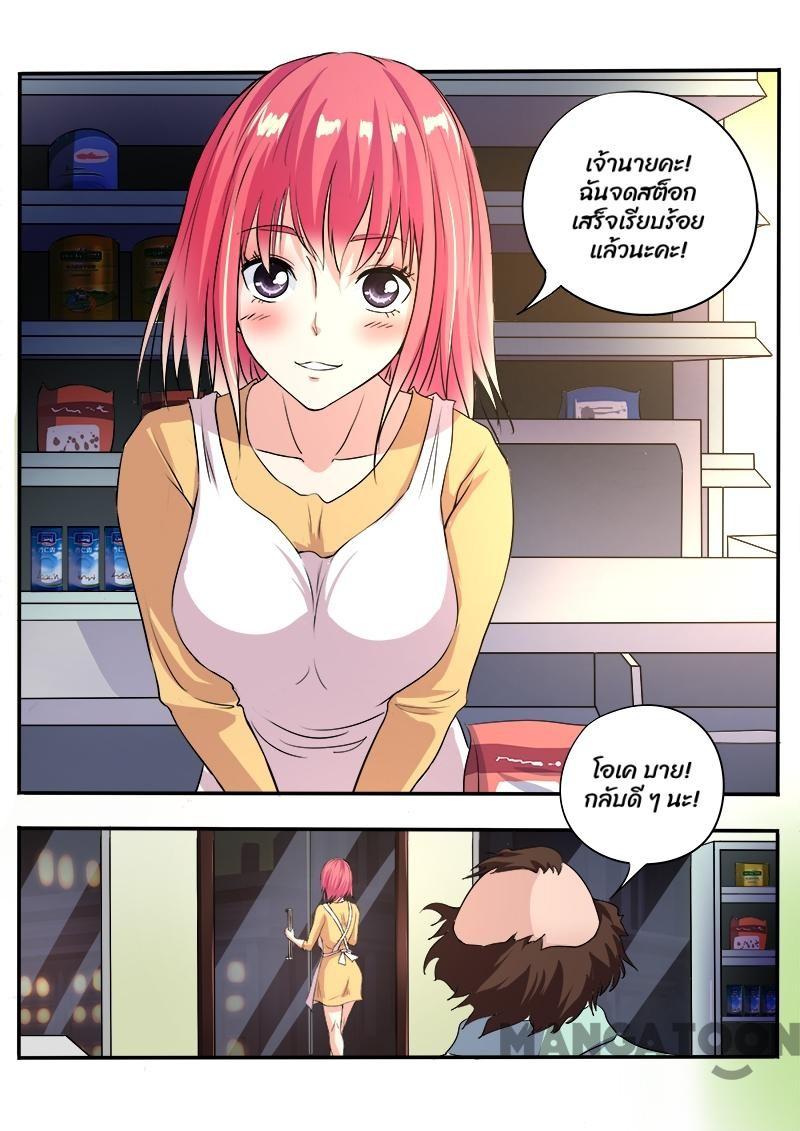 เจ้านายคะ!
ฉันจดสต็อก
เสร็จเรียบร้อย
แล้วนะคะ!
โอเค บาย!
กลับดี ๆ นะ!
MANGATOON